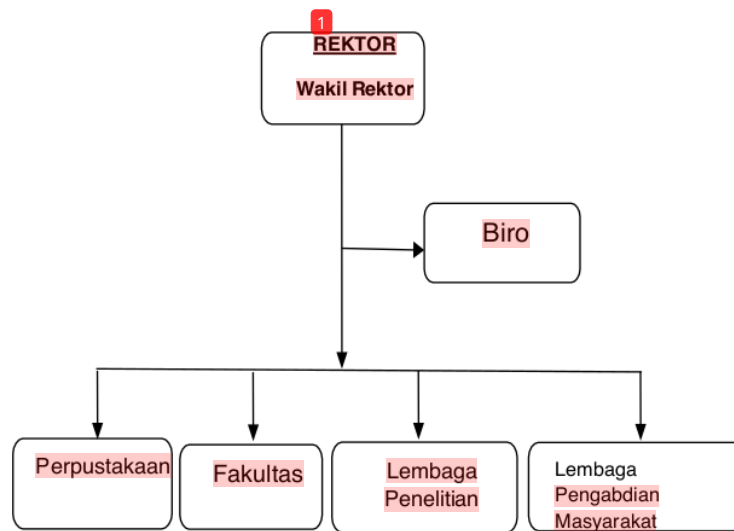 1
REKTOR
Wakil Rektor
Biro
Perpustakaan
Fakultas
Lembaga
Penelitian
Lembaga
Pengabdian
Masyarakat